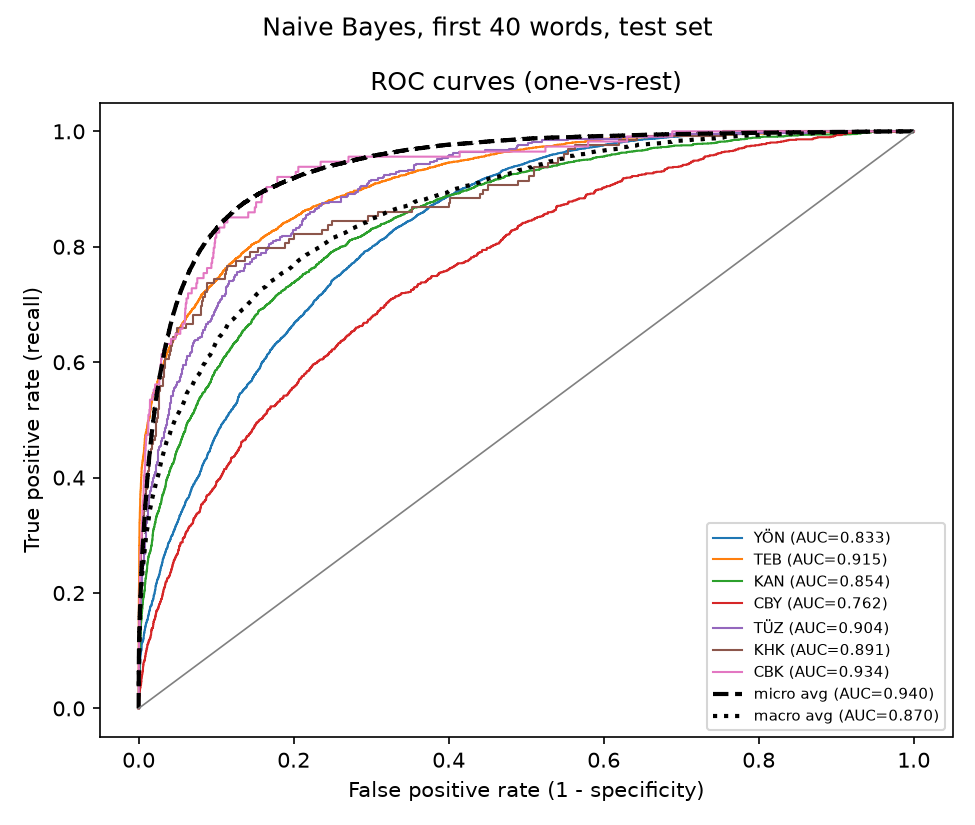 Naive Bayes, first 40 words, test set
ROC curves (one-vs-rest)
True positive rate (recall)
1.0
0.8
0.6
0.4
0.2
0.0
YÖN (AUC=0.833)
TEB (AUC=0.915)
KAN (AUC=0.854)
CBY (AUC=0.762)
TÜZ (AUC=0.904)
KHK (AUC=0.891)
CBK (AUC=0.934)
micro avg (AUC=0.940)
macro avg (AUC=0.870)
0.0 0.2 0.4 0.6 0.8 1.0
False positive rate (1 - specificity)